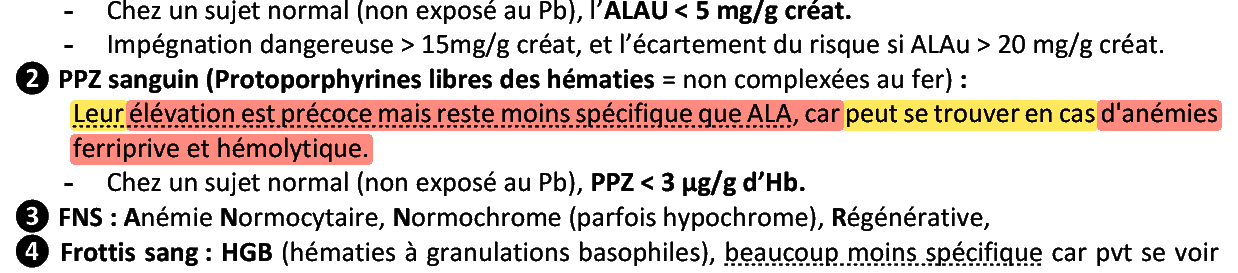 - Chez un sujet normal (non exposé au Pb), l'ALAU < 5 mg/g créat.
- Impégnation dangereuse > 15mg/g créat, et l'écartement du risque si ALAu > 20 mg/g créat.
2 PPZ sanguin (Protoporphyrines libres des hématies = non complexées au fer) :
Leur élévation est précoce mais reste moins spécifique que ALA, car peut se trouver en cas d'anémies
ferriprive et hémolytique.
- Chez un sujet normal (non exposé au Pb), PPZ < 3 µg/g d'Hb.
3 FNS : Anémie Normocytaire, Normochrome (parfois hypochrome), Régénérative,
4 Frottis sang : HGB (hématies à granulations basophiles), beaucoup moins spécifique car pvt se voir